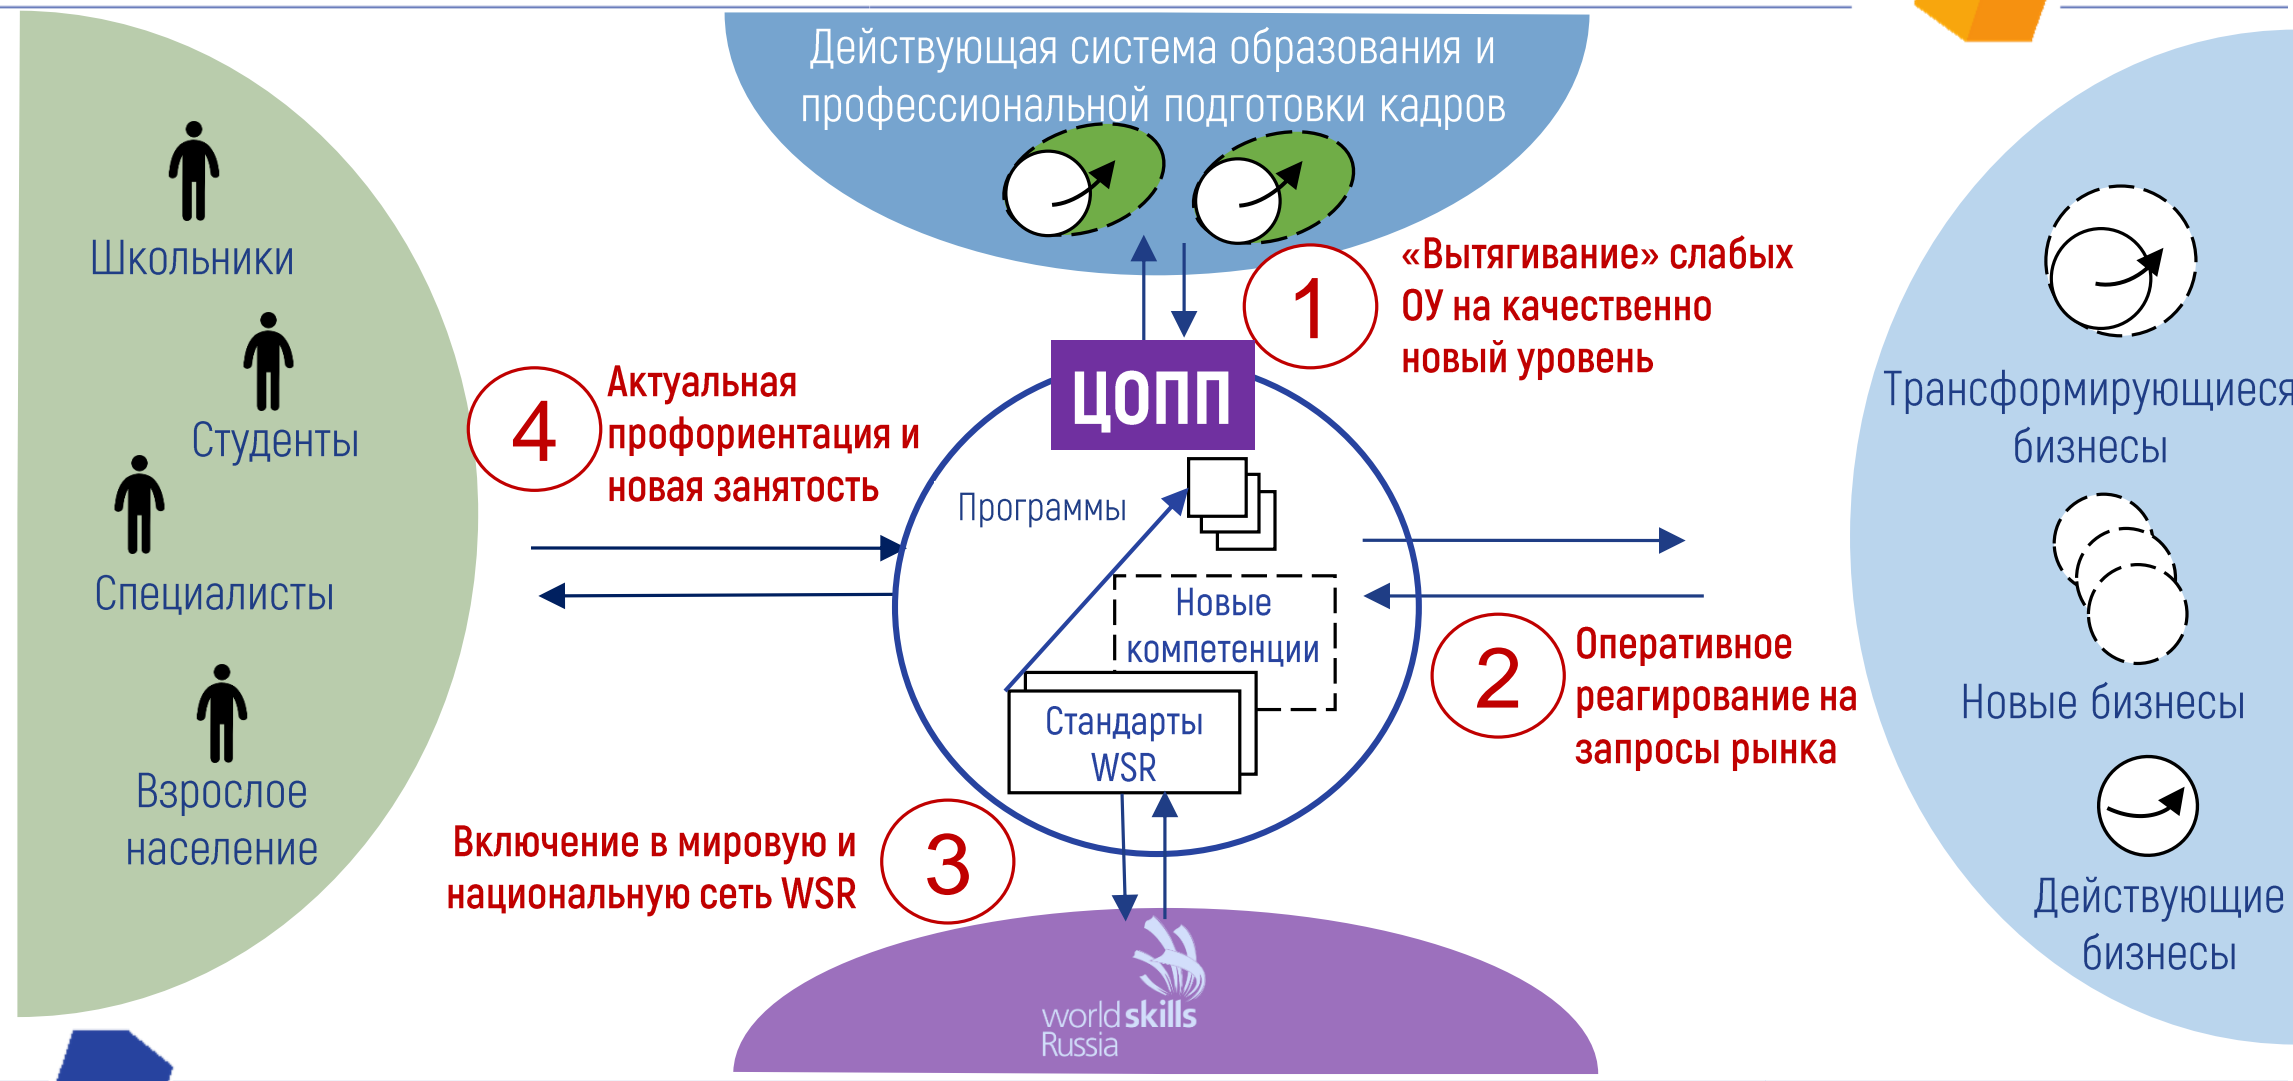 Действующая система образования и
профессиональной подготовки кадров
Школьники
Студенты
Специалисты
Взрослое
население
4
Актуальная
профориентация и
новая занятость
1
«Вытягивание» слабых
ОУ на качественно
новый уровень
ЦОПП
Программы
Новые
компетенции
Стандарты
WSR
2
Оперативное
реагирование на
запросы рынка
3
Включение в мировую и
национальную сеть WSR
Трансформирующиеся
бизнесы
Новые бизнесы
Действующие
бизнесы
world skills
Russia